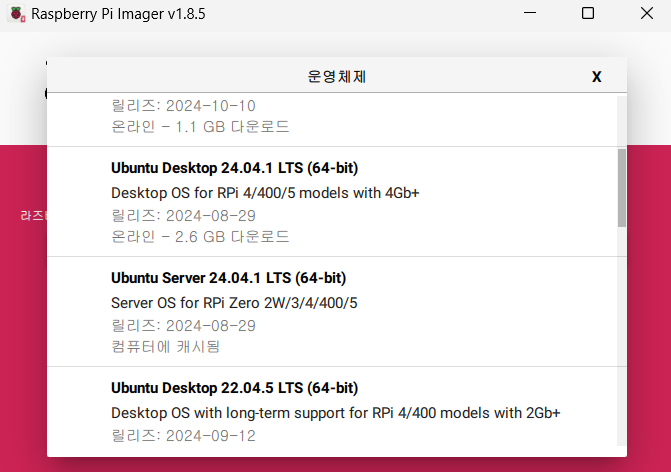 Raspberry Pi Imager v1.8.5
운영체제
X
릴리즈: 2024-10-10
온라인 - 1.1 GB 다운로드
Ubuntu Desktop 24.04.1 LTS (64-bit)
Desktop OS for RPi 4/400/5 models with 4Gb+
릴리즈: 2024-08-29
온라인 - 2.6 GB 다운로드
Ubuntu Server 24.04.1 LTS (64-bit)
Server OS for RPi Zero 2W/3/4/400/5
릴리즈: 2024-08-29
컴퓨터에 캐시됨
Ubuntu Desktop 22.04.5 LTS (64-bit)
Desktop OS with long-term support for RPi 4/400 models with 2Gb+
릴리즈: 2024-09-12